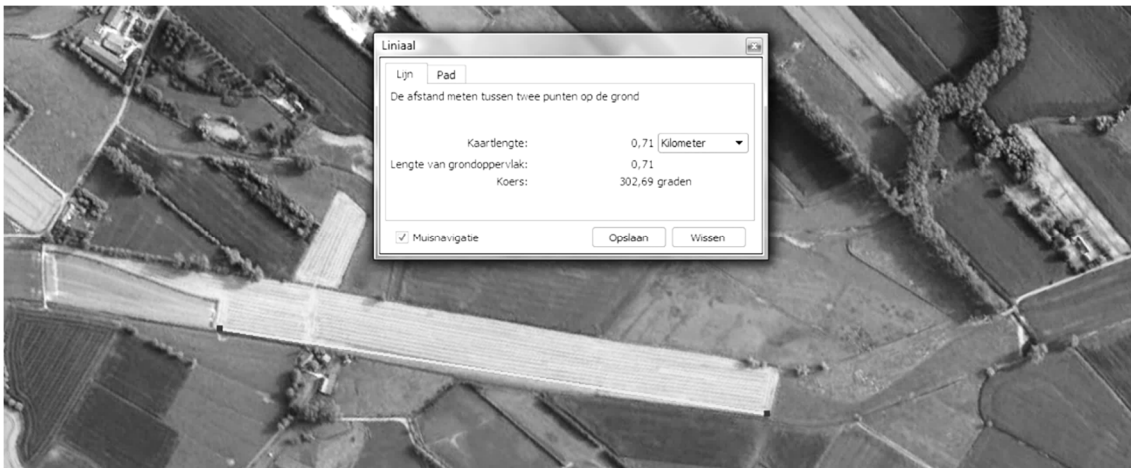 Liniaal
Lijn Pad
De afstand meten tussen twee punten op de grond
Kaartlengte: 0,71 Kilometer
Lengte van grondoppervlak: 0,71
Koers: 302,69 graden
Muisnavigatie Opslaan Wissen